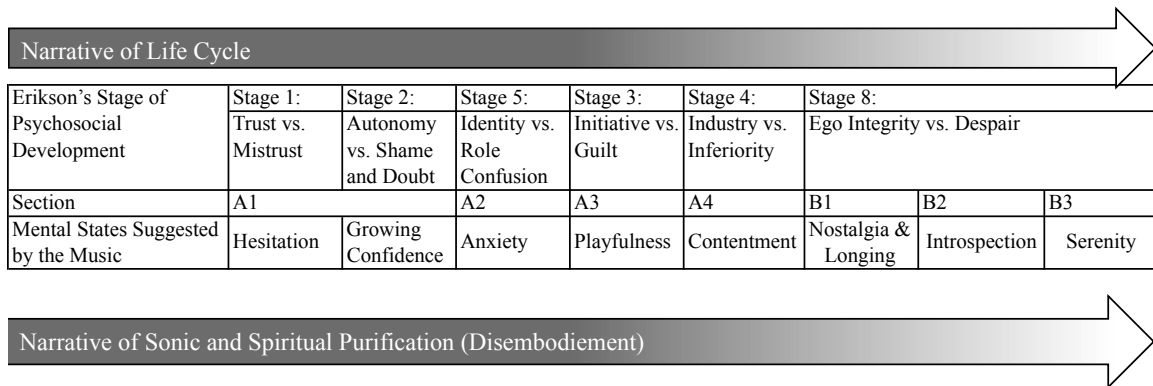 Narrative of Life Cycle
Erikson's Stage of Stage 1: Stage 2: Stage 5: Stage 3: Stage 4: Stage 8:
Psychosocial Trust vs. Autonomy Identity vs. Initiative vs. Industry vs. Ego Integrity vs. Despair
Development Mistrust vs. Shame Role Guilt Inferiority
and Doubt Confusion
Section A1 A2 A3 A4 B1 B2 B3
Mental States Suggested Hesitation Growing Anxiety Playfulness Contentment Nostalgia & Introspection Serenity
by the Music Confidence Longing
Narrative of Sonic and Spiritual Purification (Disembodiement)